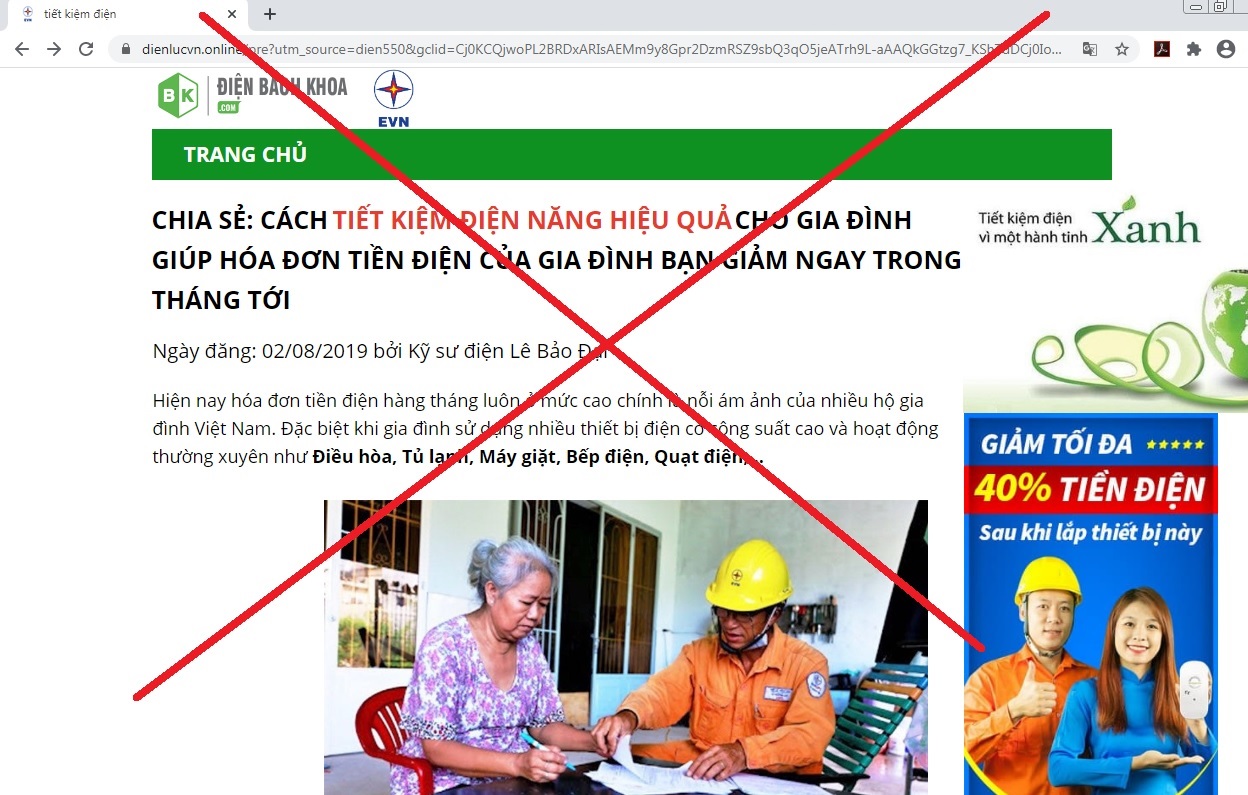 tiết kiệm điện
dienlucvn.online/pre?utm_source=dien550&gclid=Cj0KCQjwoPL2BRDxARIsAEMm9y8Gpr2DzmRSZ9sbQ3qO5jeATrh9L-aAAQkGGtzg7_
BK
ĐIỆN BÁCH KHOA
.COM
EVN
TRANG CHỦ
CHIA SẺ: CÁCH TIẾT KIỆM ĐIỆN NĂNG HIỆU QUẢ CHO GIA ĐÌNH
GIÚP HÓA ĐƠN TIỀN ĐIỆN CỦA GIA ĐÌNH BẠN GIẢM NGAY TRONG
THÁNG TỚI
Ngày đăng: 02/08/2019 bởi Kỹ sư điện Lê Bảo Đại
Hiện nay hóa đơn tiền điện hàng tháng luôn ở mức cao chính là nỗi ám ảnh của nhiều hộ gia
đình Việt Nam. Đặc biệt khi gia đình sử dụng nhiều thiết bị điện có công suất cao và hoạt động
thường xuyên như Điều hòa, Tủ lạnh, Máy giặt, Bếp điện, Quạt điện,...
Tiết kiệm điện
vì một hành tinh Xanh
GIẢM TỐI ĐA
40% TIỀN ĐIỆN
Sau khi lắp thiết bị này